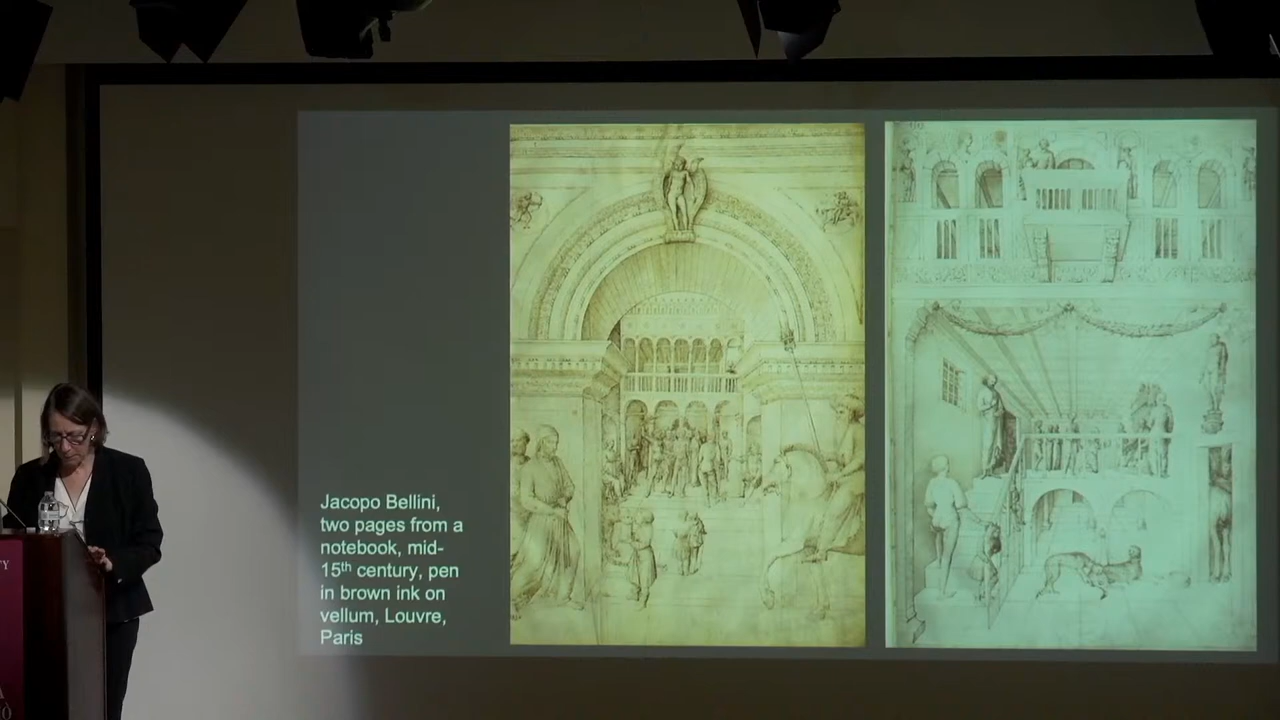 Jacopo Bellini,
two pages from a
notebook, mid-
15th century, pen
in brown ink on
vellum, Louvre,
Paris